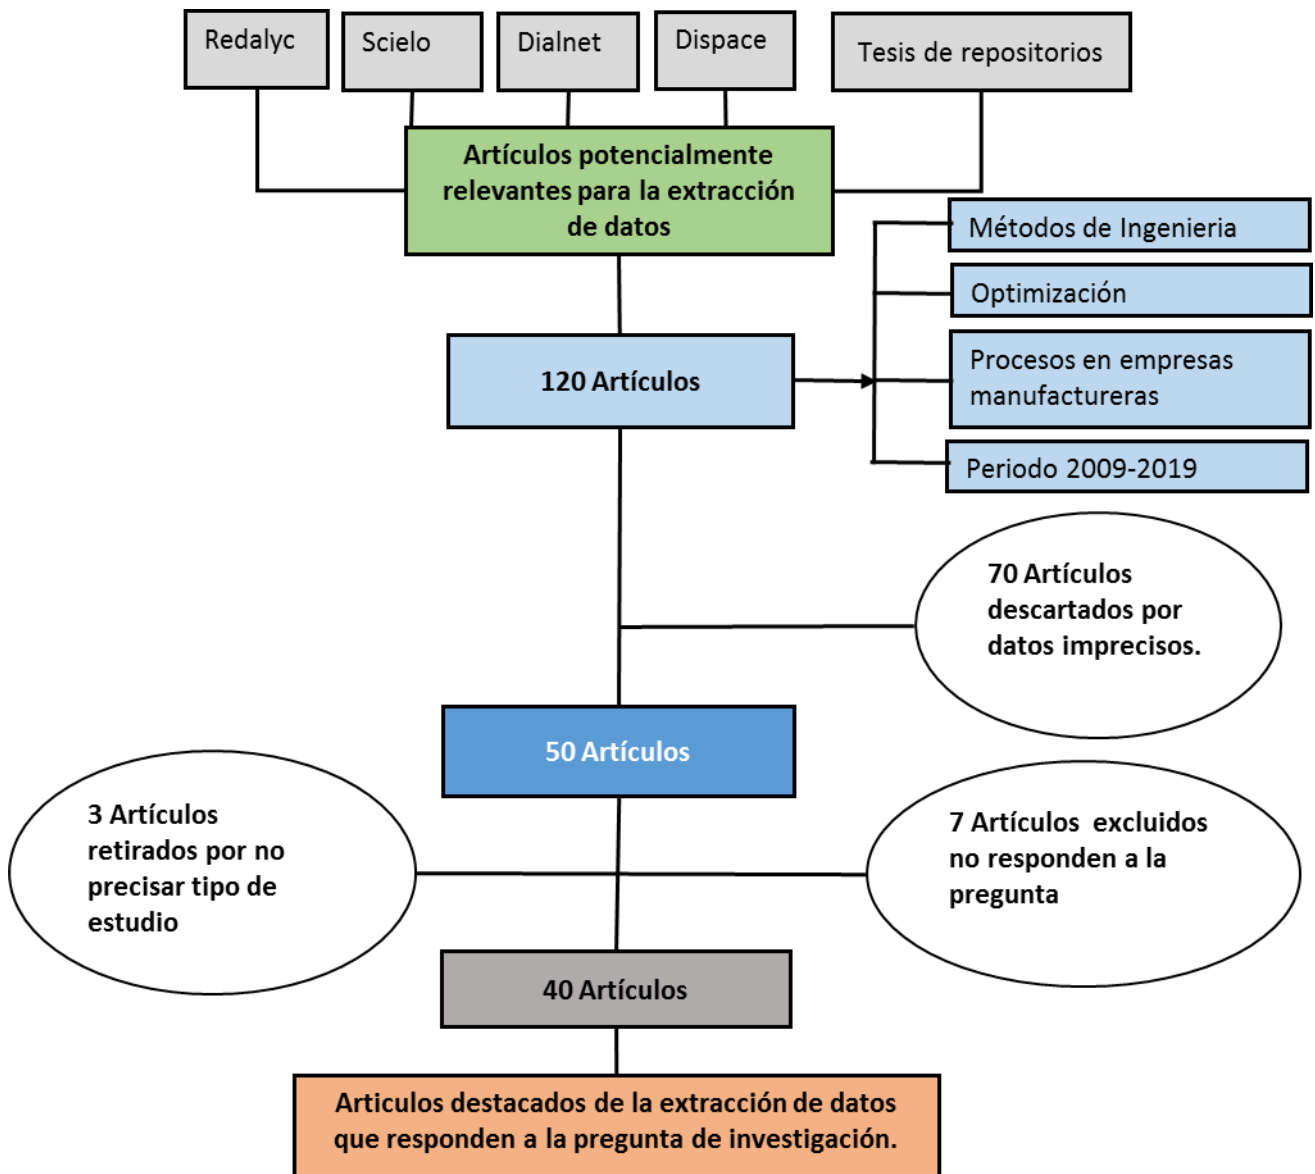 Redalyc
Scielo
Dialnet
Dispace
Tesis de repositorios
Artículos potencialmente
relevantes para la extracción
de datos
Métodos de Ingenieria
Optimización
120 Artículos
Procesos en empresas
manufactureras
Periodo 2009-2019
70 Artículos
descartados por
datos imprecisos.
50 Artículos
3 Artículos
retirados por no
precisar tipo de
estudio
7 Artículos excluidos
no responden a la
pregunta
40 Artículos
Articulos destacados de la extracción de datos
que responden a la pregunta de investigación.